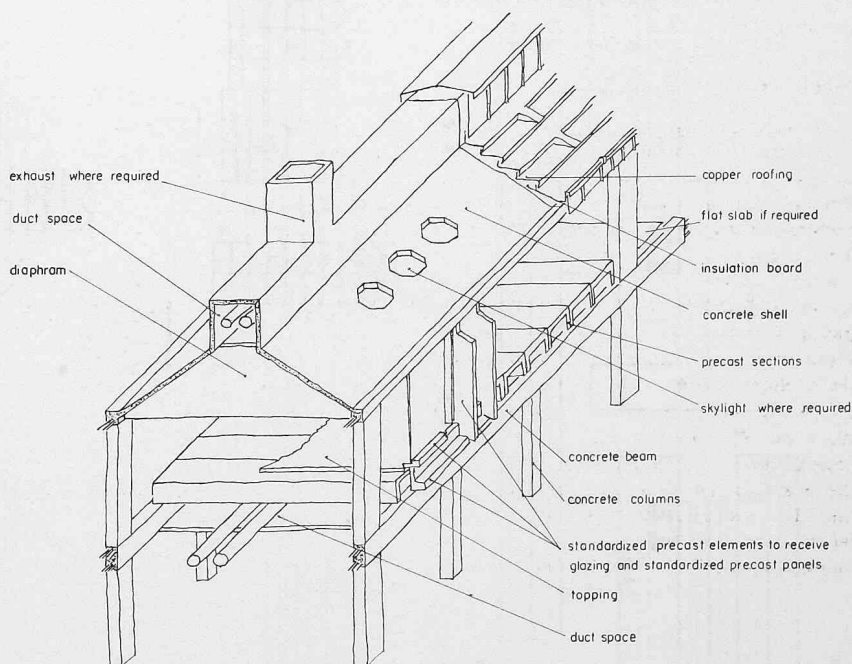 exhaust where required
duct space
diaphram
copper roofing
flat slab if required
insulation board
concrete shell
precast sections
skylight where required
concrete beam
concrete columns
standardized precast elements to receive
glazing and standardized precast panels
topping
duct space